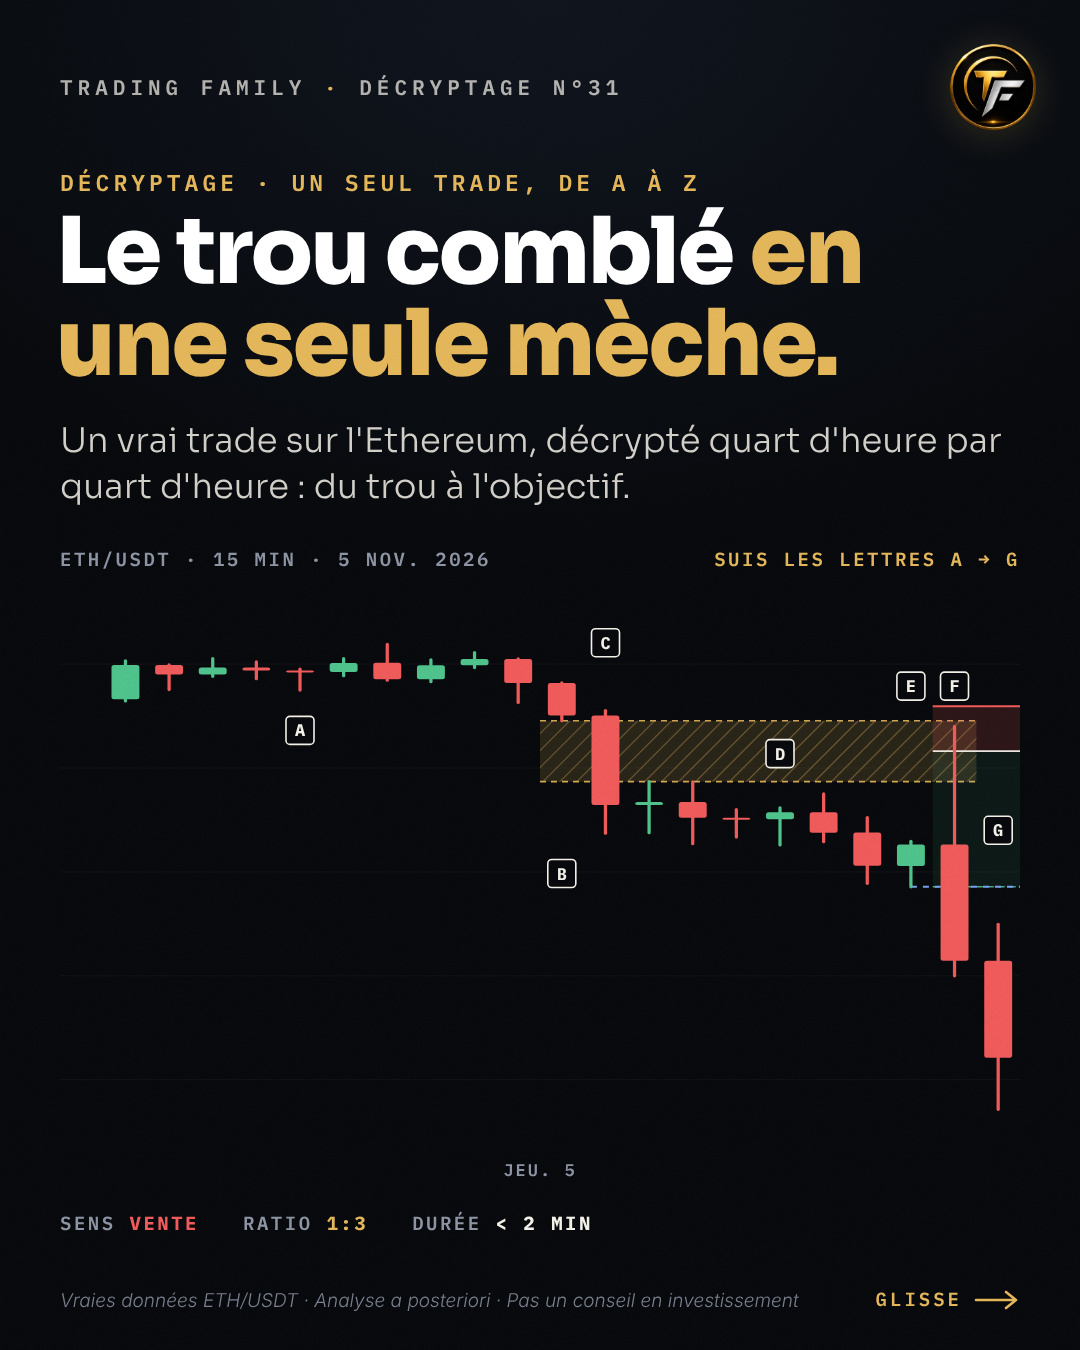 TRADING FAMILY · DÉCRYPTAGE N°31
TF
DÉCRYPTAGE · UN SEUL TRADE, DE A À Z
Le trou comblé en
une seule mèche.
Un vrai trade sur l'Ethereum, décrypté quart d'heure par
quart d'heure : du trou à l'objectif.
ETH/USDT · 15 MIN · 5 NOV. 2026
SUIS LES LETTRES A → G
C
E F
A
D
G
B
JEU. 5
SENS VENTE RATIO 1:3 DURÉE < 2 MIN
Vraies données ETH/USDT · Analyse a posteriori · Pas un conseil en investissement
GLISSE →